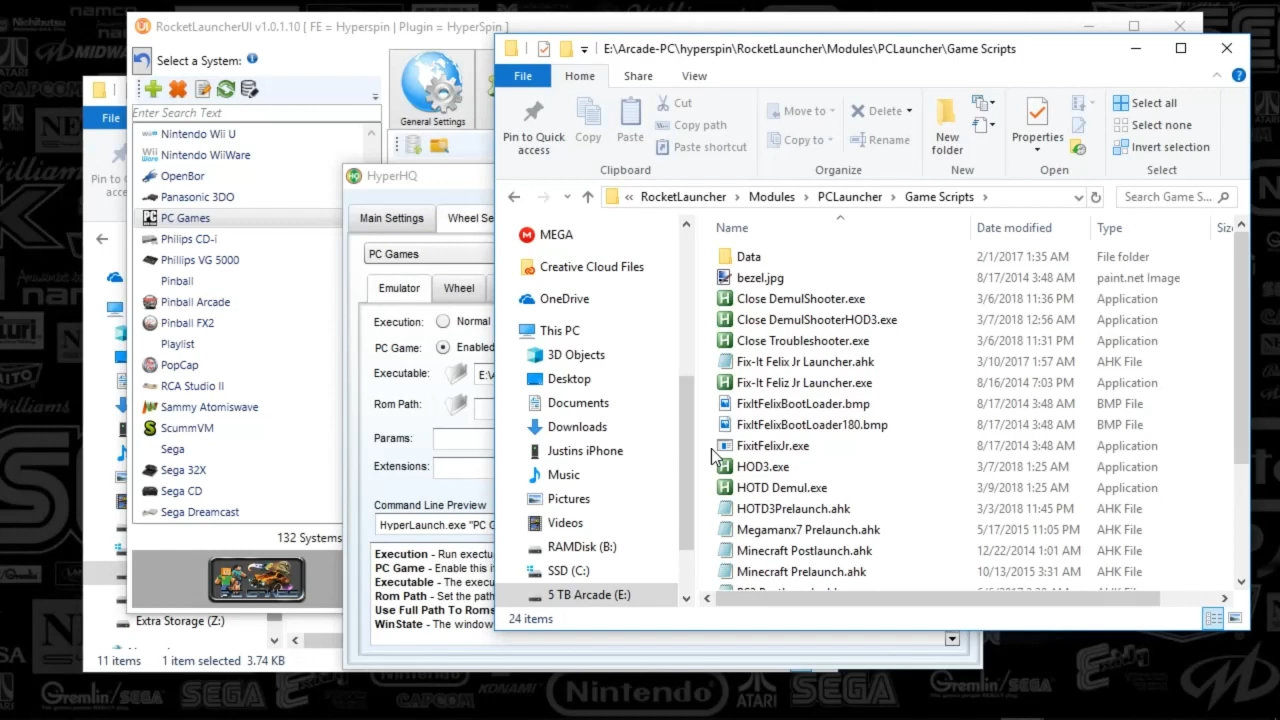 RocketLauncherUI v1.0.1.10 [ FE = Hyperspin | Plugin = HyperSpin ]
Select a System:
Enter Search Text
Nintendo Wii U
Nintendo WiiWare
OpenBor
Panasonic 3DO
PC Games
Philips CD-i
Phillips VG 5000
Pinball
Pinball Arcade
Pinball FX2
Playlist
PopCap
RCA Studio II
Sammy Atomiswave
ScummVM
Sega
Sega 32X
Sega CD
Sega Dreamcast
132 Systems
General Settings
File
Extra Storage (Z:)
11 items
1 item selected 3.74 KB
HyperHQ
Main Settings
Wheel Se
PC Games
Emulator
Wheel
Execution:
Normal
PC Game:
Enabled
Executable:
E:\
Rom Path:
Params:
Extensions:
Command Line Preview
HyperLaunch.exe "PC G
Execution - Run exectu
PC Game - Enable this i
Executable - The execu
Rom Path - Set the path
Use Full Path To Roms
WinState - The window
E:\Arcade-PC\hyperspin\RocketLauncher\Modules\PCLauncher\Game Scripts
File
Home
Share
View
Pin to Quick access
Copy
Paste
Cut
Copy path
Paste shortcut
Clipboard
Move to
Copy to
Delete
Rename
Organize
New folder
New
Properties
Open
Select all
Select none
Invert selection
Select
« RocketLauncher › Modules › PCLauncher › Game Scripts ›
Search Game S...
MEGA
Creative Cloud Files
OneDrive
This PC
3D Objects
Desktop
Documents
Downloads
Justins iPhone
Music
Pictures
Videos
RAMDisk (B:)
SSD (C:)
5 TB Arcade (E:)
Name Date modified Type Size
Data 2/1/2017 1:35 AM File folder
bezel.jpg 8/17/2014 3:48 AM paint.net Image
Close DemulShooter.exe 3/6/2018 11:36 PM Application
Close DemulShooterHOD3.exe 3/7/2018 12:56 AM Application
Close Troubleshooter.exe 3/6/2018 11:31 PM Application
Fix-It Felix Jr Launcher.ahk 3/10/2017 1:57 AM AHK File
Fix-It Feliz Jr Launcher.exe 8/16/2014 7:03 PM Application
FixItFelixBootLoader.bmp 8/17/2014 3:48 AM BMP File
FixItFelixBootLoader180.bmp 8/17/2014 3:48 AM BMP File
FixitFelixJr.exe 8/17/2014 3:48 AM Application
HOD3.exe 3/7/2018 1:25 AM Application
HOTD Demul.exe 3/9/2018 1:25 AM Application
HOTD3Prelaunch.ahk 3/3/2018 11:45 PM AHK File
Megamanx7 Prelaunch.ahk 5/17/2015 11:05 PM AHK File
Minecraft Postlaunch.ahk 12/22/2014 1:01 AM AHK File
Minecraft Prelaunch.ahk 10/13/2015 3:31 AM AHK File
24 items
Gremlin/SEGA
SEGA
CAPCOM
KONAMI
Nintendo
ATARI
SEGA
Gremlin/SEGA